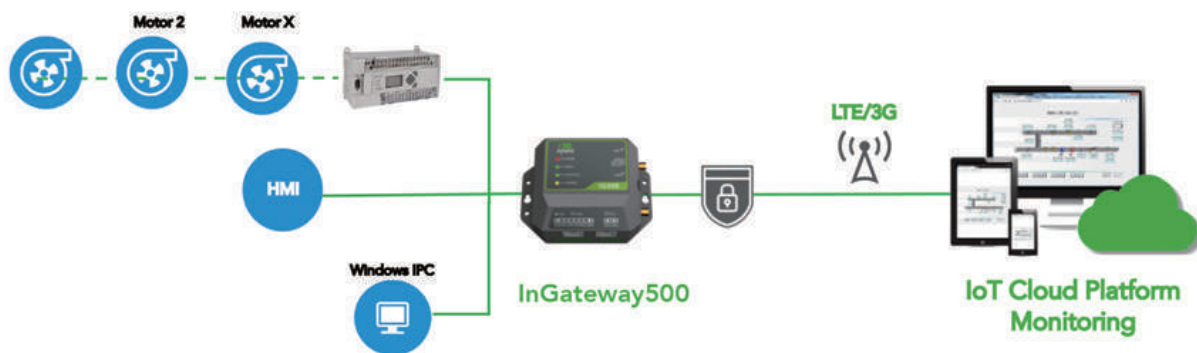 Motor 2
Motor X
LTE/3G
HMI
Windows IPC
InGateway500
IoT Cloud Platform
Monitoring